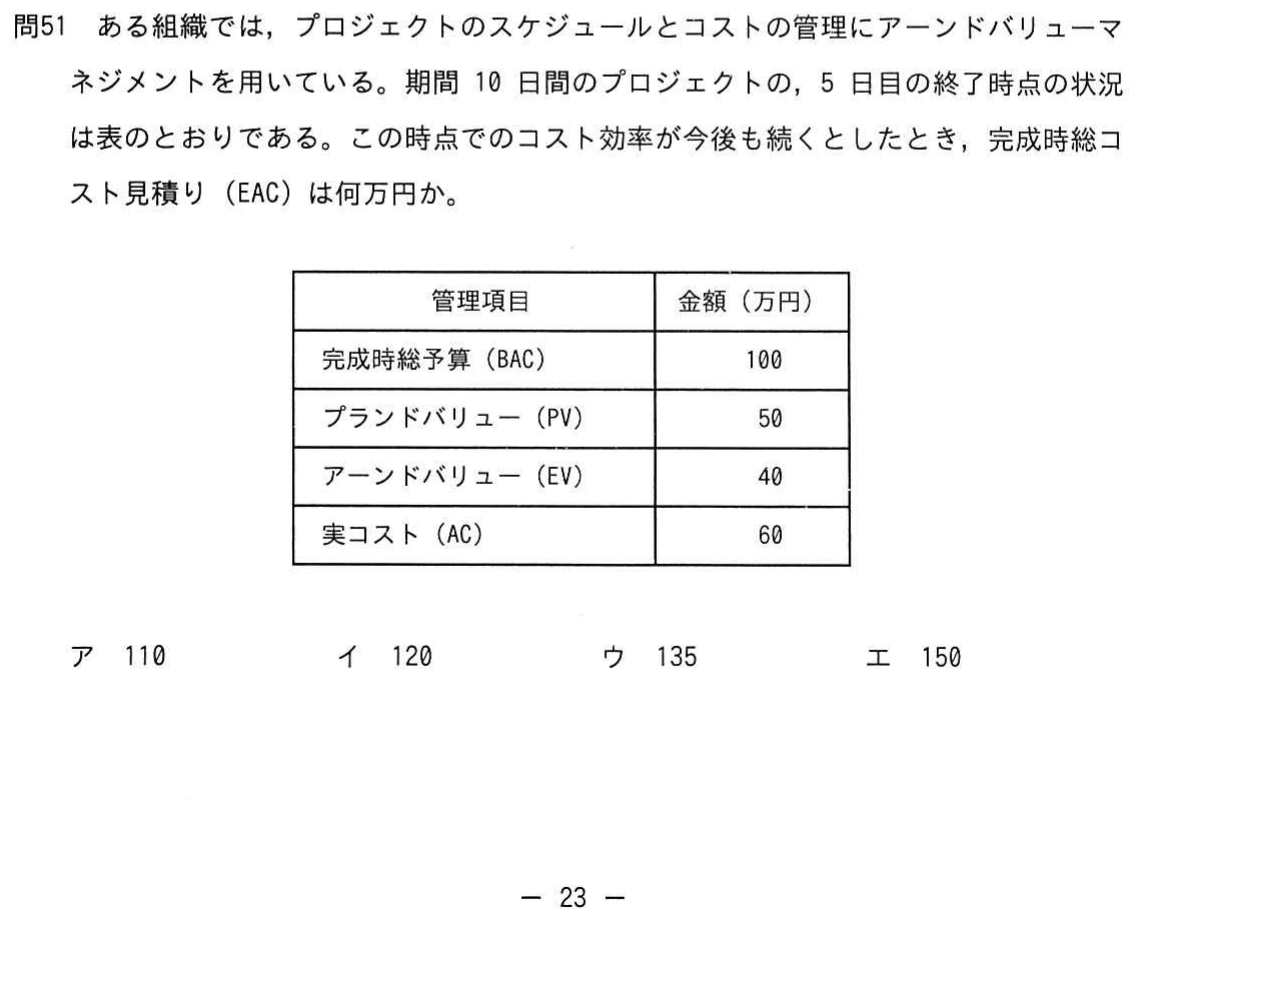 問51　ある組織では，プロジェクトのスケジュールとコストの管理にアーンドバリューマ
ネジメントを用いている。期間 10 日間のプロジェクトの，5 日目の終了時点の状況
は表のとおりである。この時点でのコスト効率が今後も続くとしたとき，完成時総コ
スト見積り（EAC）は何万円か。
管理項目　金額（万円）
完成時総予算（BAC）　100
プランドバリュー（PV）　50
アーンドバリュー（EV）　40
実コスト（AC）　60
ア　110　イ　120　ウ　135　エ　150
― 23 ―